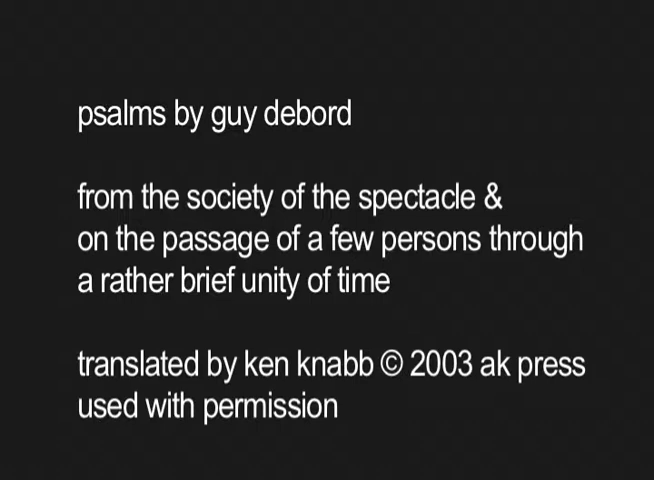 psalms by guy debord
from the society of the spectacle &
on the passage of a few persons through
a rather brief unity of time
translated by ken knabb © 2003 ak press
used with permission